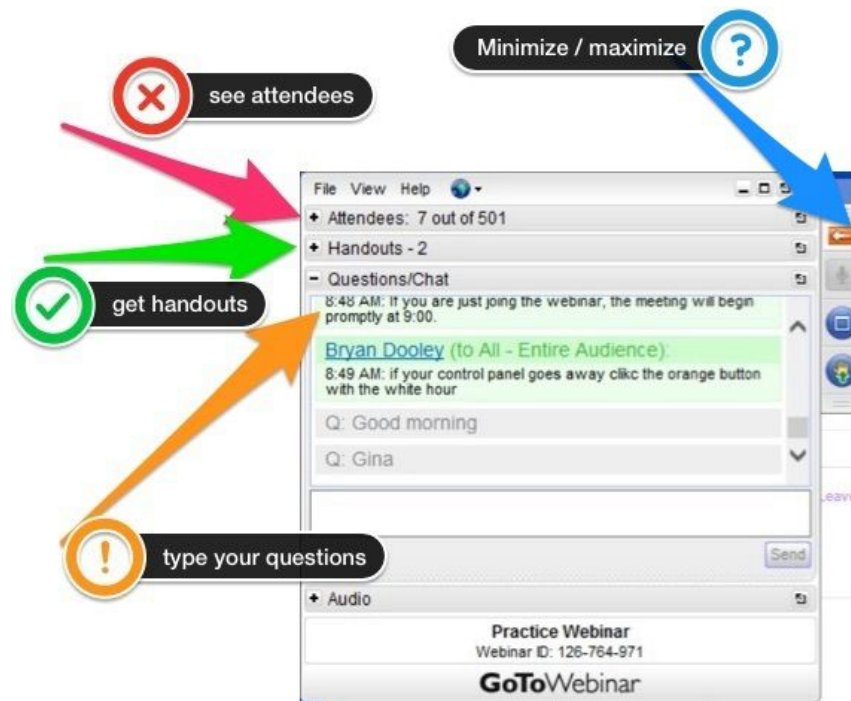 Minimize / maximize
see attendees
File View Help
Attendees: 7 out of 501
Handouts - 2
Questions/Chat
get handouts
8:48 AM: If you are just joing the webinar, the meeting will begin
promptly at 9:00.
Bryan Dooley (to All - Entire Audience):
8:49 AM: if your control panel goes away clikc the orange button
with the white hour
Q: Good morning
Q: Gina
type your questions
Send
Audio
Practice Webinar
Webinar ID: 126-764-971
GoToWebinar